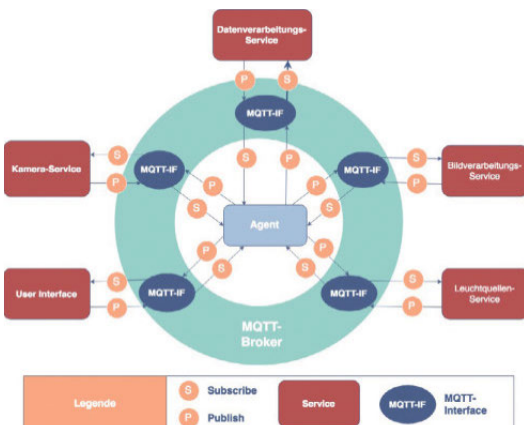 Datenverarbeitungs-
Service
P
S
MQTT-IF
S
P
Kamera-Service
S
P
MQTT-IF
P
S
MQTT-IF
P
S
S
P
Bildverarbeitungs-
Service
Agent
User Interface
S
P
MQTT-IF
P
S
MQTT-IF
P
S
S
P
Leuchtquellen-
Service
MQTT-
Broker
Legende
S Subscribe
P Publish
Service
MQTT-IF
MQTT-
Interface